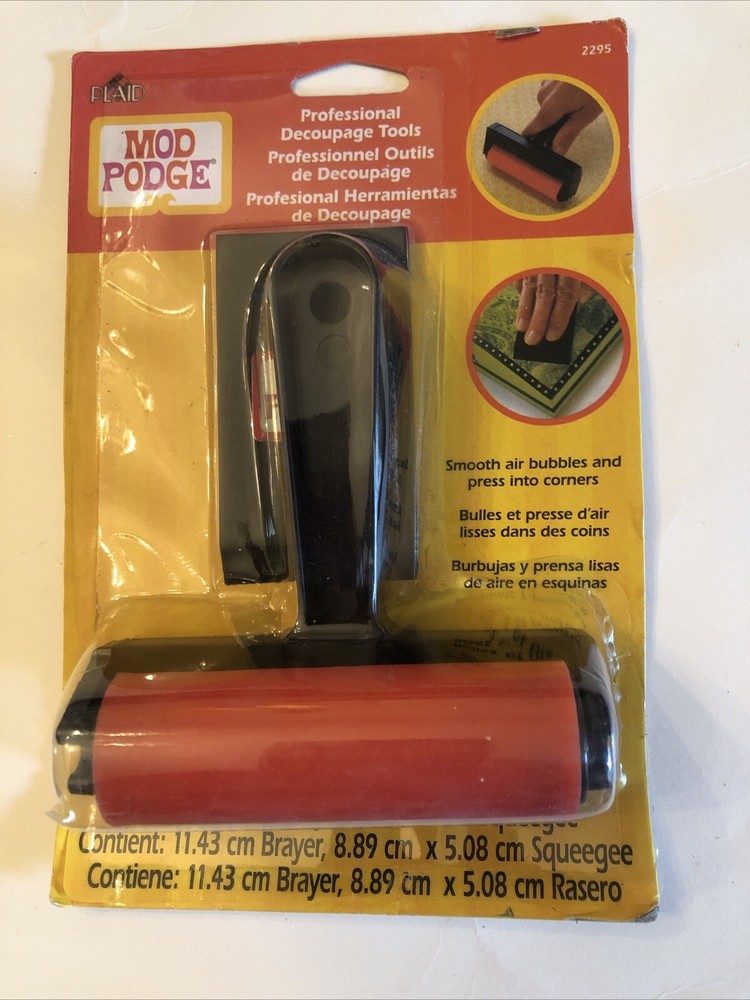 2295
PLAID
MOD
PODGE®
Professional
Decoupage Tools
Professionnel Outils
de Decoupage
Profesional Herramientas
de Decoupage
Smooth air bubbles and
press into corners
Bulles et presse d'air
lisses dans des coins
Burbujas y prensa lisas
de aire en esquinas
Squeegee
Contient: 11.43 cm Brayer, 8.89 cm x 5.08 cm Squeegee
Contiene: 11.43 cm Brayer, 8.89 cm x 5.08 cm Rasero